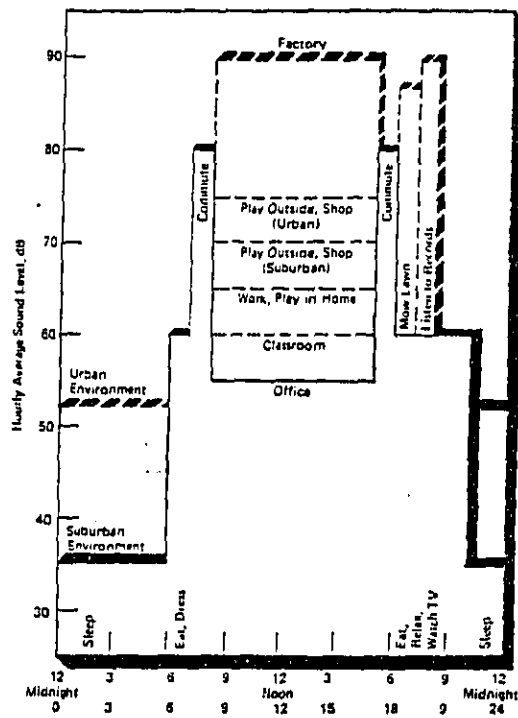 Hourly Average Sound Level, dB
90
80
70
60
50
40
30
Factory
Commute
Play Outside, Shop
(Urban)
Play Outside, Shop
(Suburban)
Work, Play in Home
Classroom
Office
Commute
Mow Lawn
Listen to Records
Urban
Environment
Suburban Environment
Sleep
Eat, Dress
Eat,
Relax,
Watch TV
Sleep
12 3 6 9 12 3 6 9 12
Midnight Noon Midnight
0 3 6 9 12 15 18 9 24